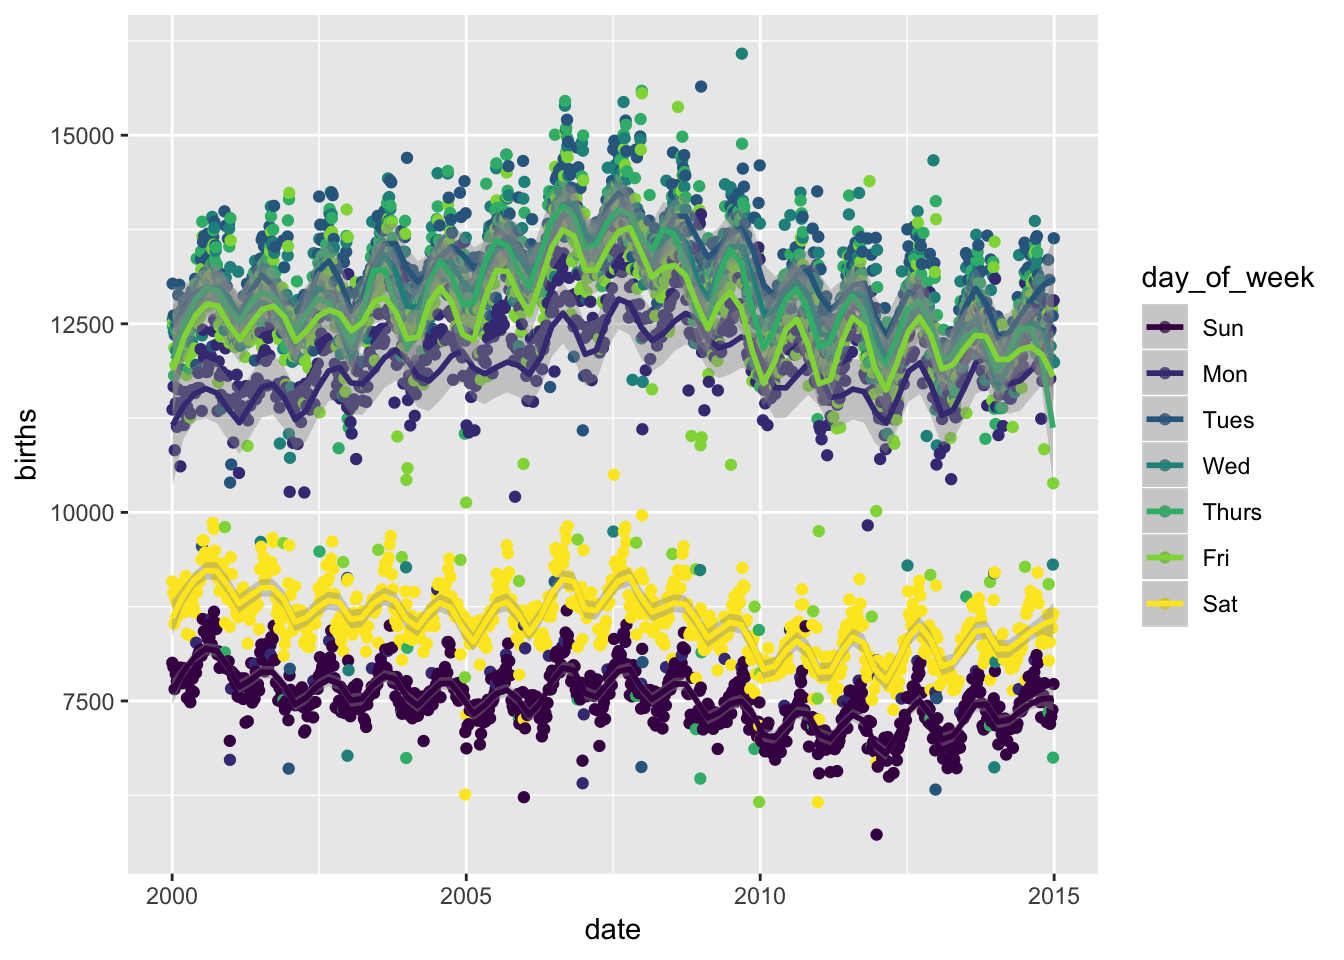 15000
12500
10000
7500
births
2000
2005
2010
2015
date
day_of_week
Sun
Mon
Tues
Wed
Thurs
Fri
Sat